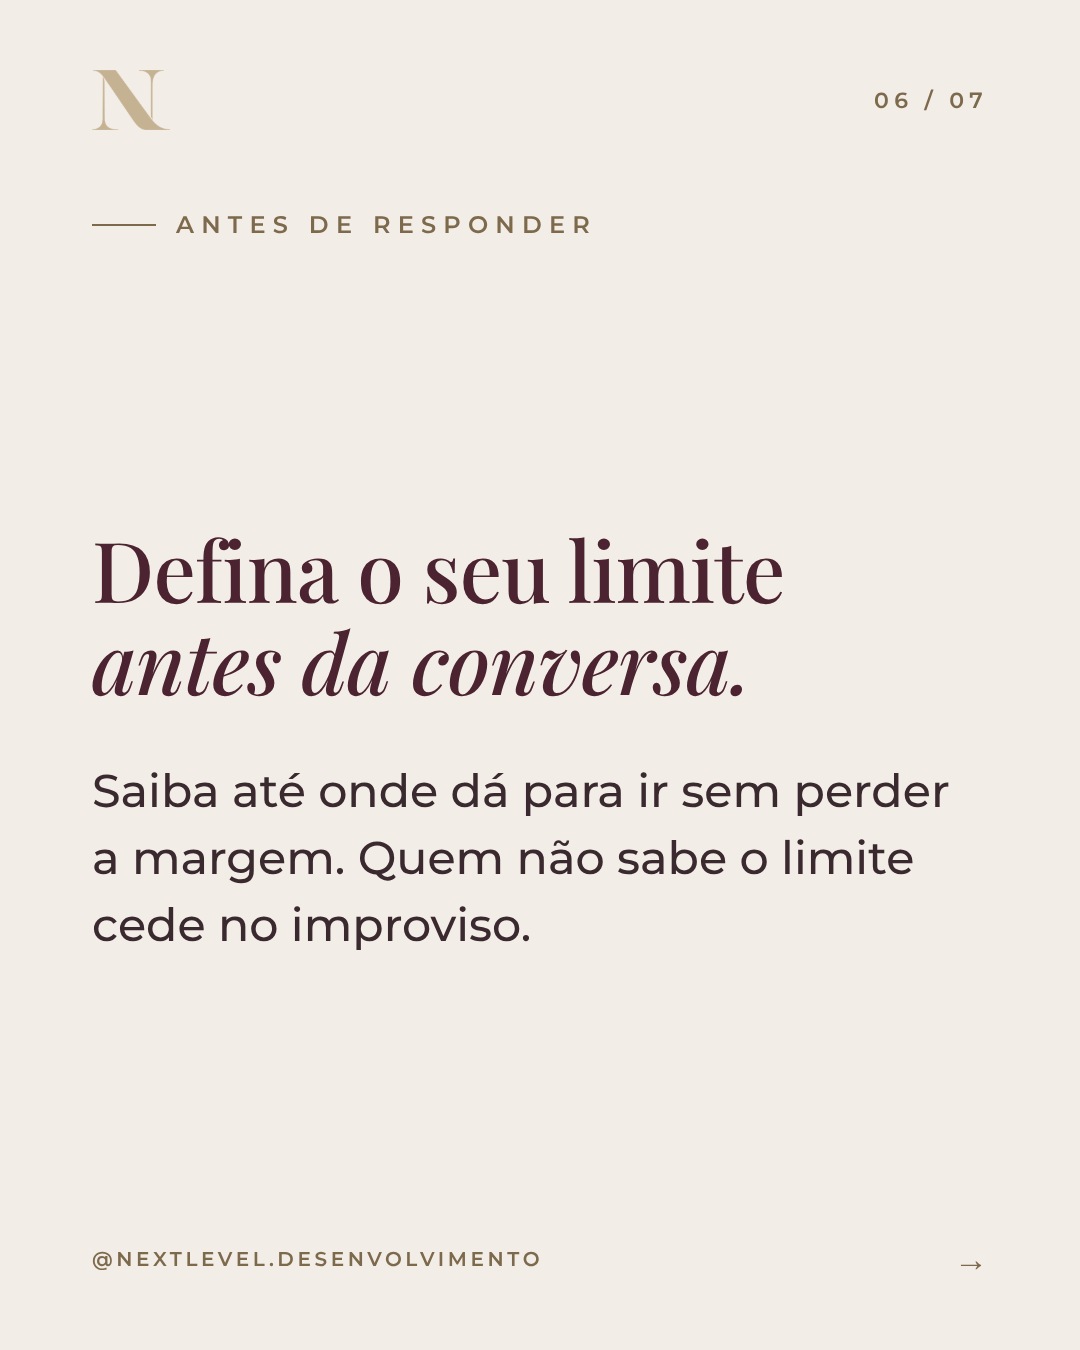 N
06 / 07
ANTES DE RESPONDER
Defina o seu limite
antes da conversa.
Saiba até onde dá para ir sem perder
a margem. Quem não sabe o limite
cede no improviso.
@NEXTLEVEL.DESENVOLVIMENTO
→